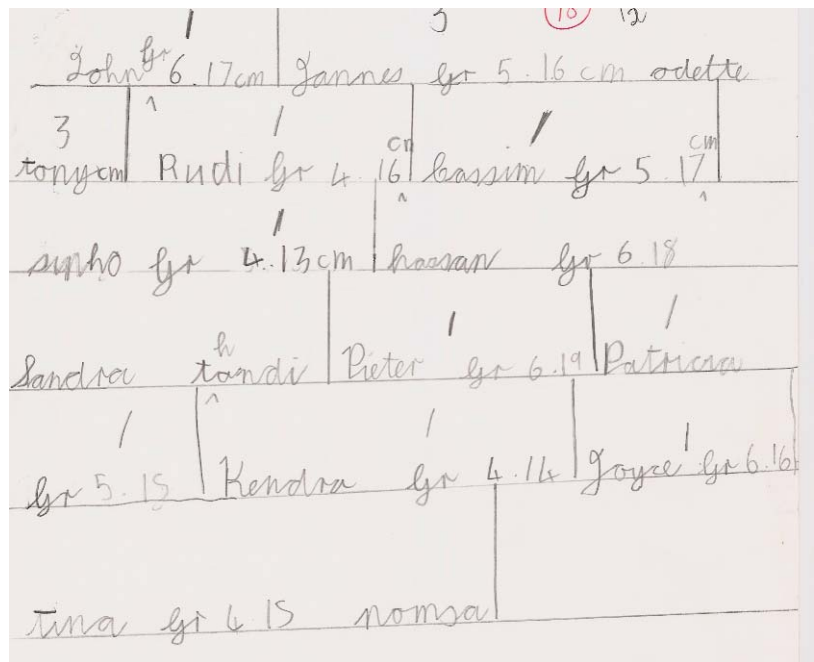 3 10 12
John gr 6.17cm Jannes gr 5.16 cm odette
3
tony cm Rudi Gr 4.16 cm Cassim gr 5.17 cm
sinho Gr 4.13cm hassan Gr 6.18
Sandra thandi Pieter gr 6.19 Patricia
Gr 5.15 Kendra Gr 4.14 Joyce Gr 6.16
tina Gr 4.15 nomsa